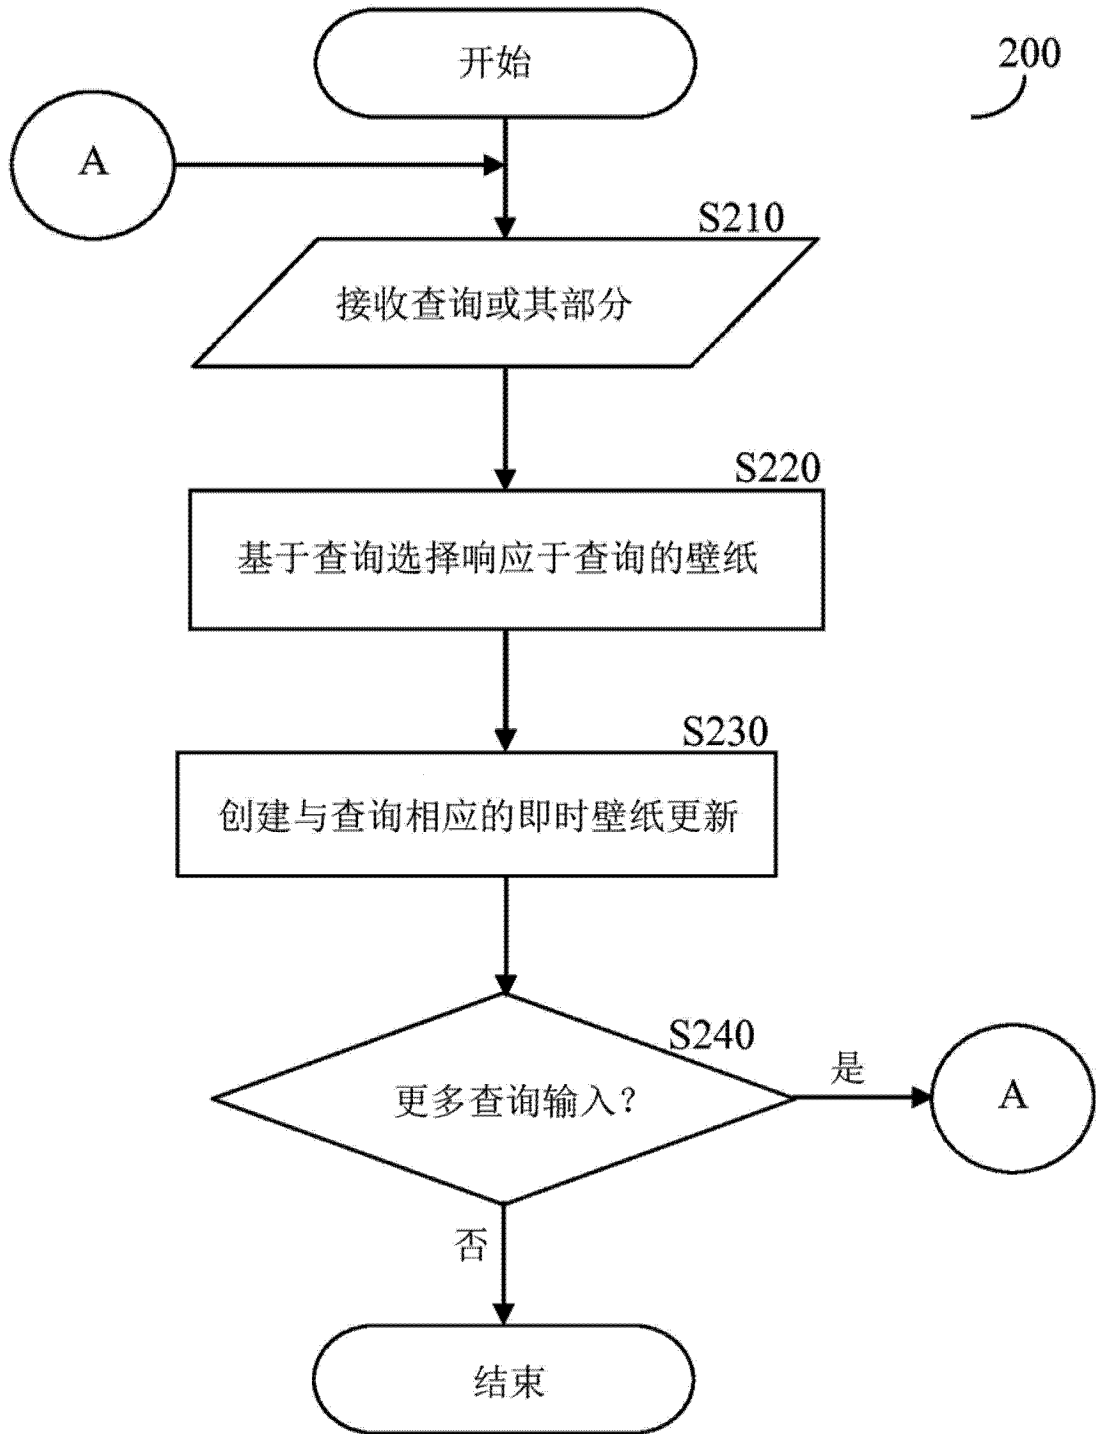 开始
200
A
S210
接收查询或其部分
S220
基于查询选择响应于查询的壁纸
S230
创建与查询相应的即时壁纸更新
S240
更多查询输入？
是
A
否
结束